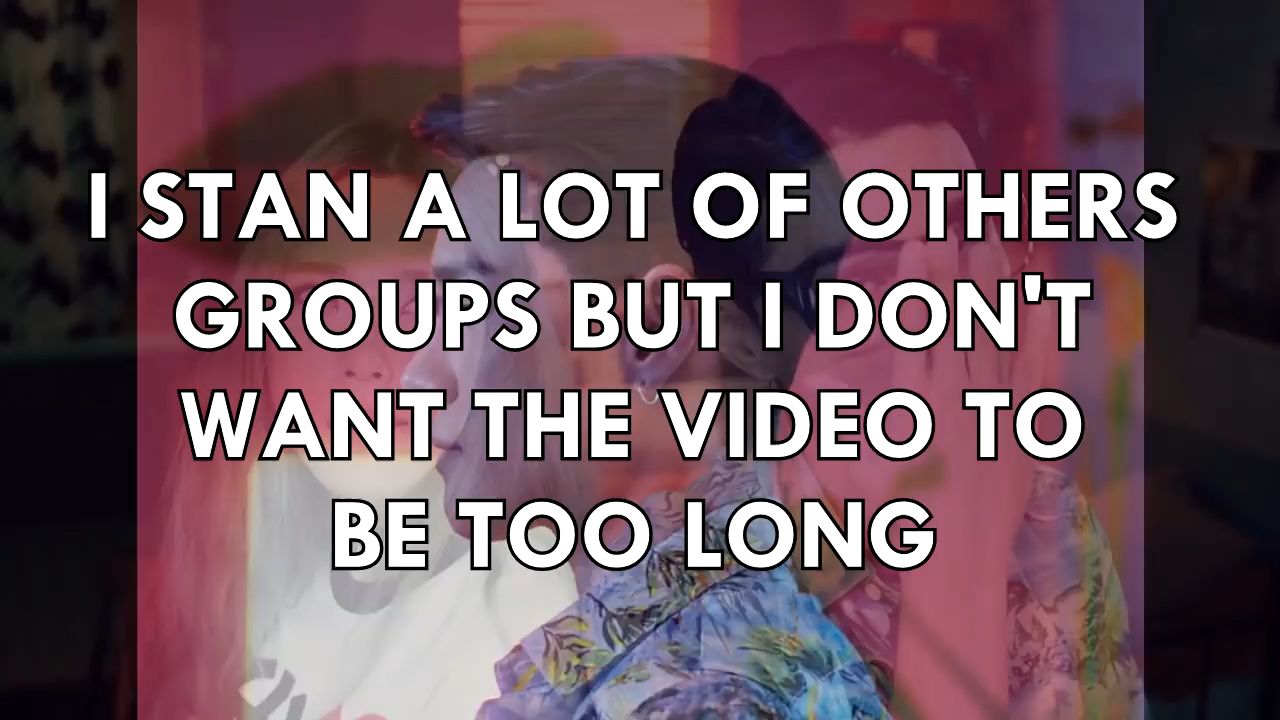 I STAN A LOT OF OTHERS
GROUPS BUT I DON'T
WANT THE VIDEO TO
BE TOO LONG